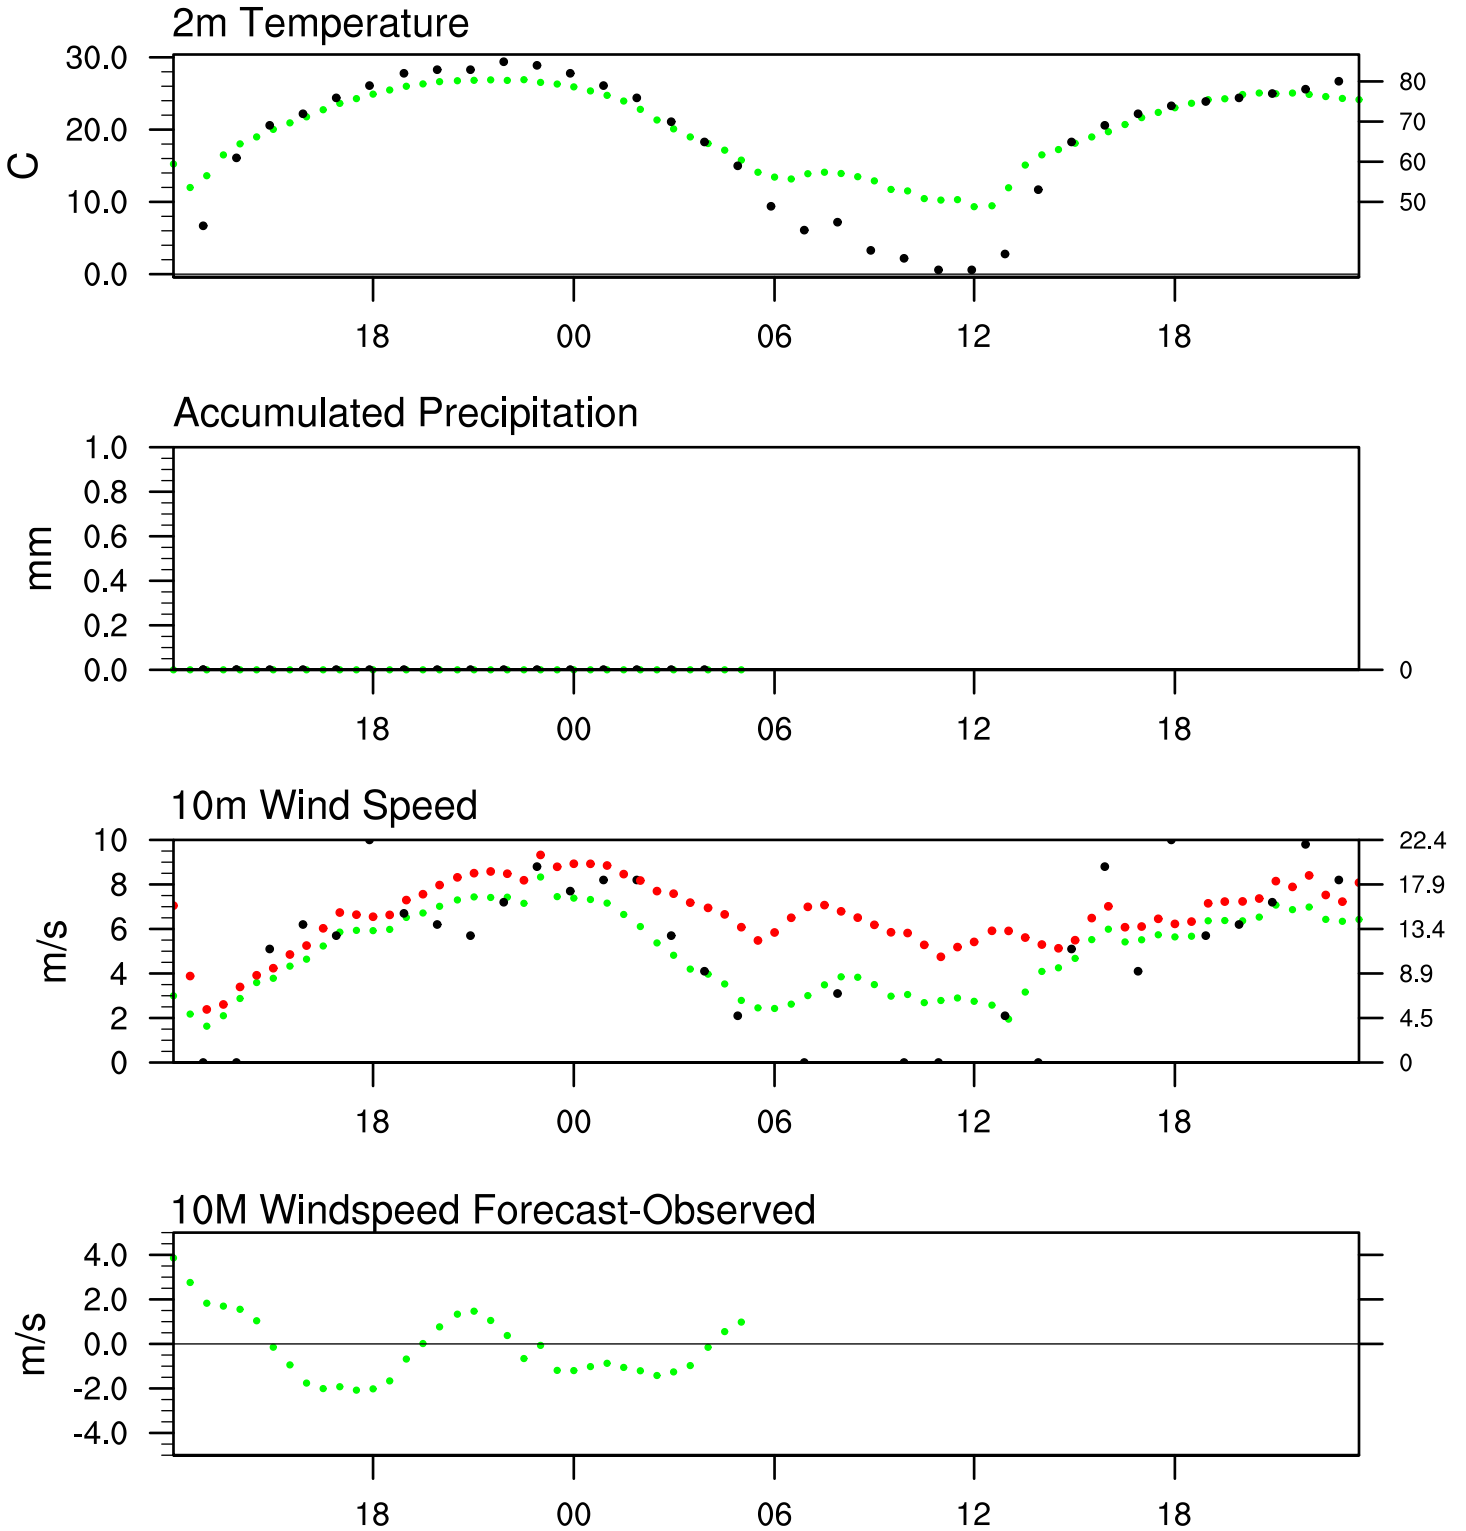 2m Temperature
30.0
20.0
10.0
0.0
C
80
70
60
50
18 00 06 12 18
Accumulated Precipitation
1.0
0.8
0.6
0.4
0.2
0.0
mm
0
18 00 06 12 18
10m Wind Speed
10
8
6
4
2
0
m/s
22.4
17.9
13.4
8.9
4.5
0
18 00 06 12 18
10M Windspeed Forecast-Observed
4.0
2.0
0.0
-2.0
-4.0
m/s
18 00 06 12 18